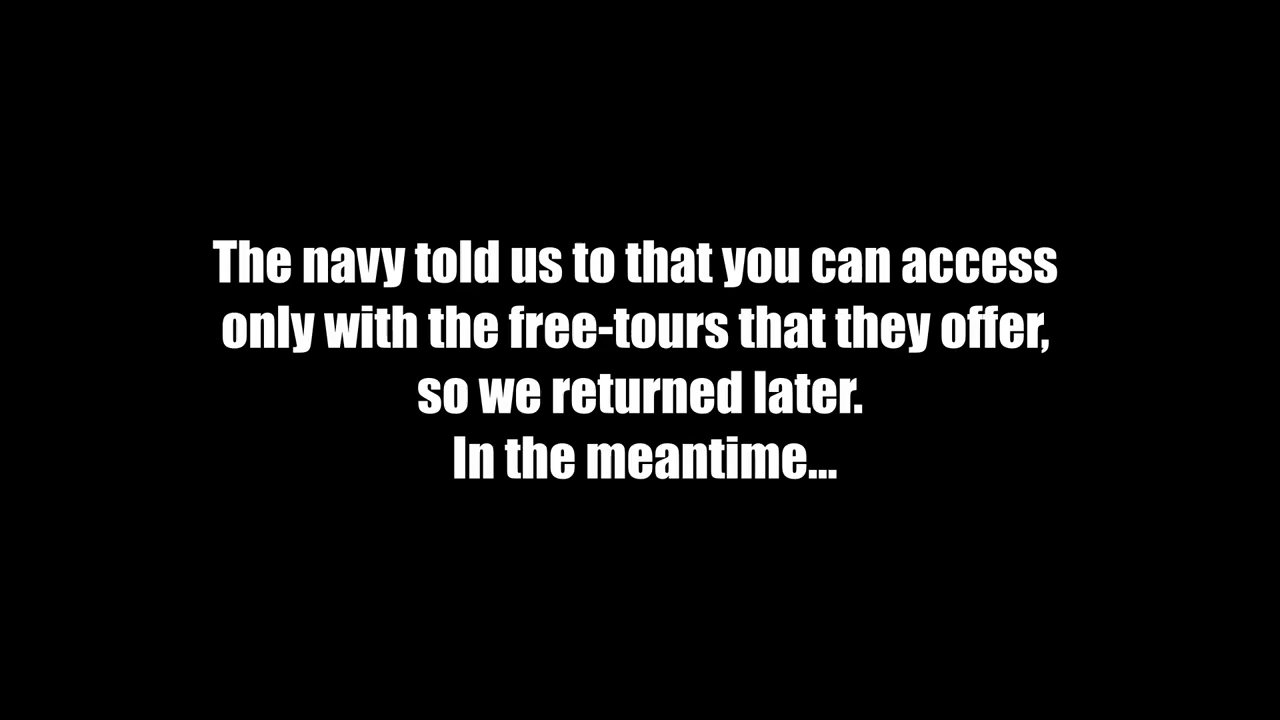 The navy told us to that you can access
only with the free-tours that they offer,
so we returned later.
In the meantime...